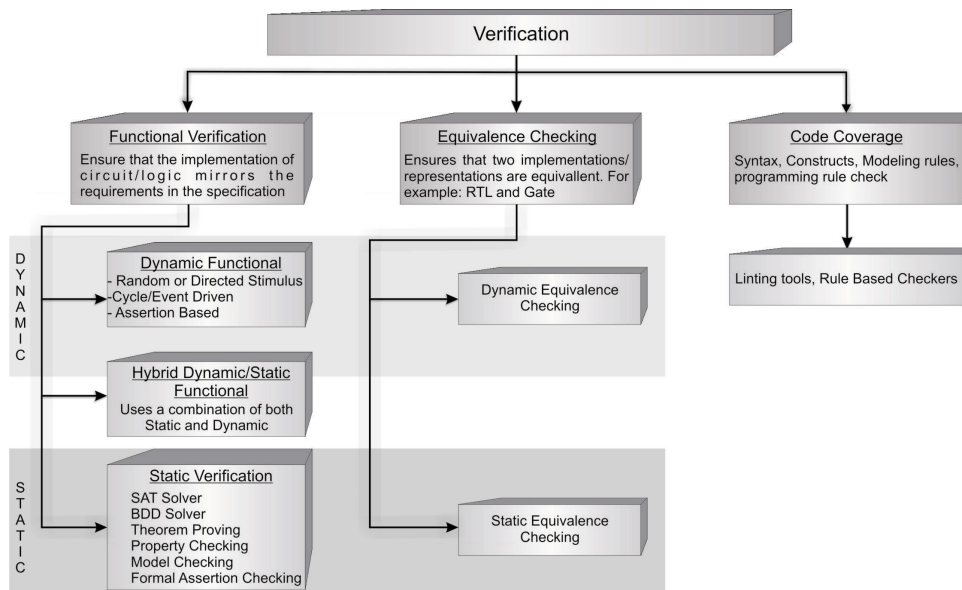 Verification
Functional Verification
Ensure that the implementation of
circuit/logic mirrors the
requirements in the specification
Equivalence Checking
Ensures that two implementations/
representations are equivallent. For
example: RTL and Gate
Code Coverage
Syntax, Constructs, Modeling rules,
programming rule check
DYNAMIC
Dynamic Functional
- Random or Directed Stimulus
-Cycle/Event Driven
- Assertion Based
Dynamic Equivalence
Checking
Linting tools, Rule Based Checkers
Hybrid Dynamic/Static
Functional
Uses a combination of both
Static and Dynamic
STATIC
Static Verification
SAT Solver
BDD Solver
Theorem Proving
Property Checking
Model Checking
Formal Assertion Checking
Static Equivalence
Checking